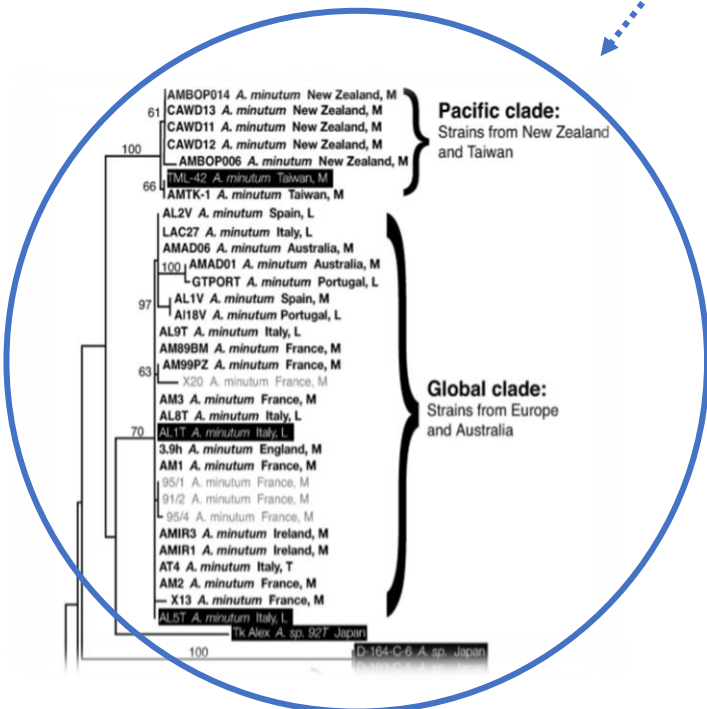 AMBOP014 A. minutum New Zealand, M
61
CAWD13 A. minutum New Zealand, M
CAWD11 A. minutum New Zealand, M
CAWD12 A. minutum New Zealand, M
100
AMBOP006 A. minutum New Zealand, M
TML-42 A. minutum Taiwan, M
66
AMTK-1 A. minutum Taiwan, M
Pacific clade:
Strains from New Zealand
and Taiwan
AL2V A. minutum Spain, L
LAC27 A. minutum Italy, L
AMAD06 A. minutum Australia, M
100
AMAD01 A. minutum Australia, M
GTPORT A. minutum Portugal, L
97
AL1V A. minutum Spain, M
AI18V A. minutum Portugal, L
AL9T A. minutum Italy, L
AM89BM A. minutum France, M
63
AM99PZ A. minutum France, M
X20 A. minutum France, M
AM3 A. minutum France, M
AL8T A. minutum Italy, L
70
AL1T A. minutum Italy, L
3.9h A. minutum England, M
AM1 A. minutum France, M
95/1 A. minutum France, M
91/2 A. minutum France, M
95/4 A. minutum France, M
AMIR3 A. minutum Ireland, M
AMIR1 A. minutum Ireland, M
AT4 A. minutum Italy, T
AM2 A. minutum France, M
X13 A. minutum France, M
AL5T A. minutum Italy, L
Global clade:
Strains from Europe
and Australia
Tk Alex A. sp. 92T Japan
100
D-164-C-6 A. sp. Japan